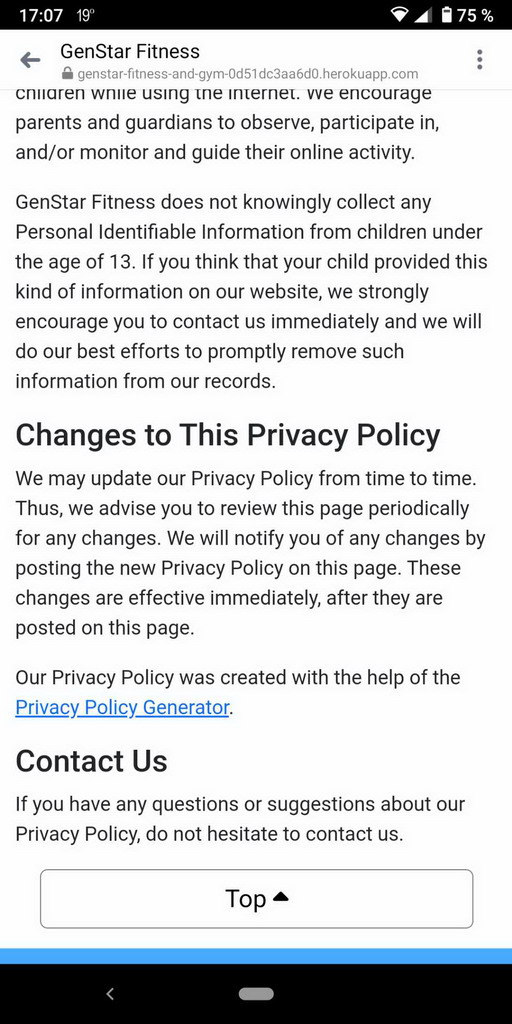 17:07 19° 75 %
GenStar Fitness
genstar-fitness-and-gym-0d51dc3aa6d0.herokuapp.com
children while using the internet. We encourage
parents and guardians to observe, participate in,
and/or monitor and guide their online activity.
GenStar Fitness does not knowingly collect any
Personal Identifiable Information from children under
the age of 13. If you think that your child provided this
kind of information on our website, we strongly
encourage you to contact us immediately and we will
do our best efforts to promptly remove such
information from our records.
Changes to This Privacy Policy
We may update our Privacy Policy from time to time.
Thus, we advise you to review this page periodically
for any changes. We will notify you of any changes by
posting the new Privacy Policy on this page. These
changes are effective immediately, after they are
posted on this page.
Our Privacy Policy was created with the help of the
Privacy Policy Generator.
Contact Us
If you have any questions or suggestions about our
Privacy Policy, do not hesitate to contact us.
Top